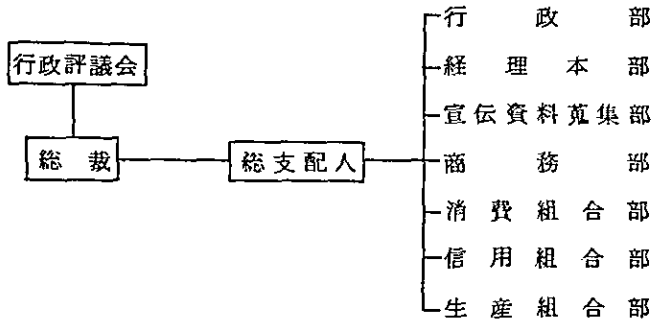 行政部
行政評議会
経理本部
宣伝資料蒐集部
総裁
総支配人
商務部
消費組合部
信用組合部
生産組合部